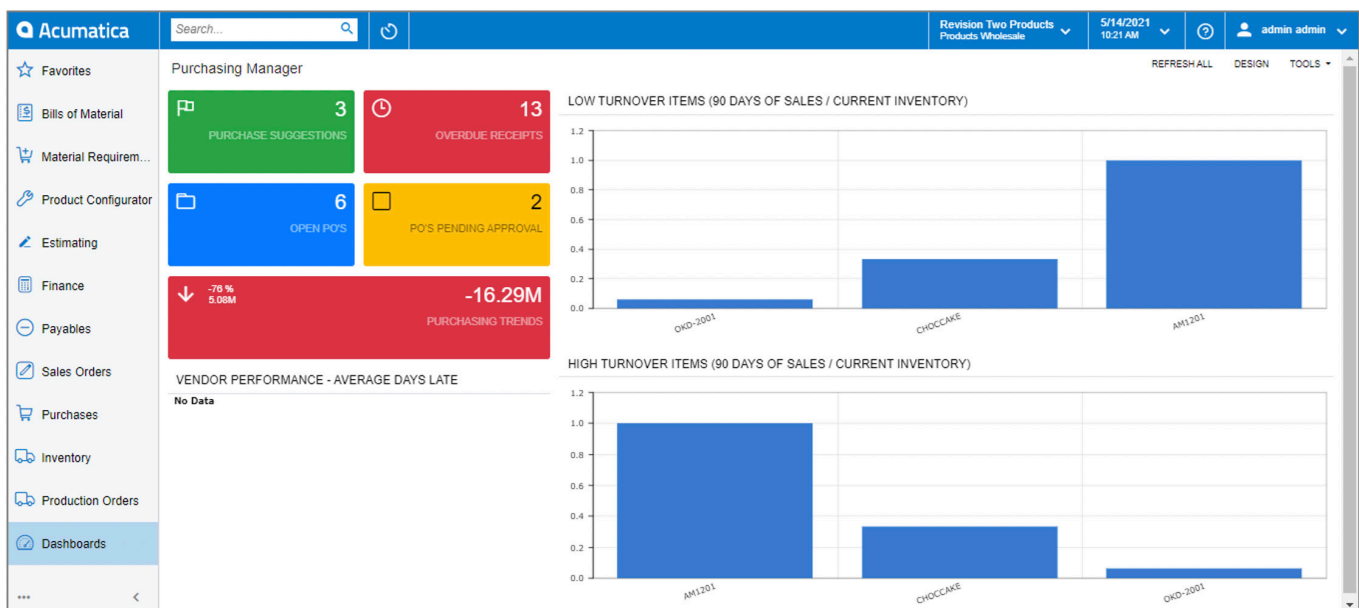 Acumatica
Search...
Revision Two Products
Products Wholesale
5/14/2021
10:21 AM
admin admin
Favorites
Bills of Material
Material Requirem...
Product Configurator
Estimating
Finance
Payables
Sales Orders
Purchases
Inventory
Production Orders
Dashboards
Purchasing Manager
REFRESH ALL
DESIGN
TOOLS
3
PURCHASE SUGGESTIONS
13
OVERDUE RECEIPTS
6
OPEN PO'S
2
PO'S PENDING APPROVAL
-76 %
5.08M
-16.29M
PURCHASING TRENDS
VENDOR PERFORMANCE - AVERAGE DAYS LATE
No Data
LOW TURNOVER ITEMS (90 DAYS OF SALES / CURRENT INVENTORY)
1.2
1.0
0.8
0.6
0.4
0.2
0.0
OKD-2001
CHOCCAKE
AM1201
HIGH TURNOVER ITEMS (90 DAYS OF SALES / CURRENT INVENTORY)
1.2
1.0
0.8
0.6
0.4
0.2
0.0
AM1201
CHOCCAKE
OKD-2001